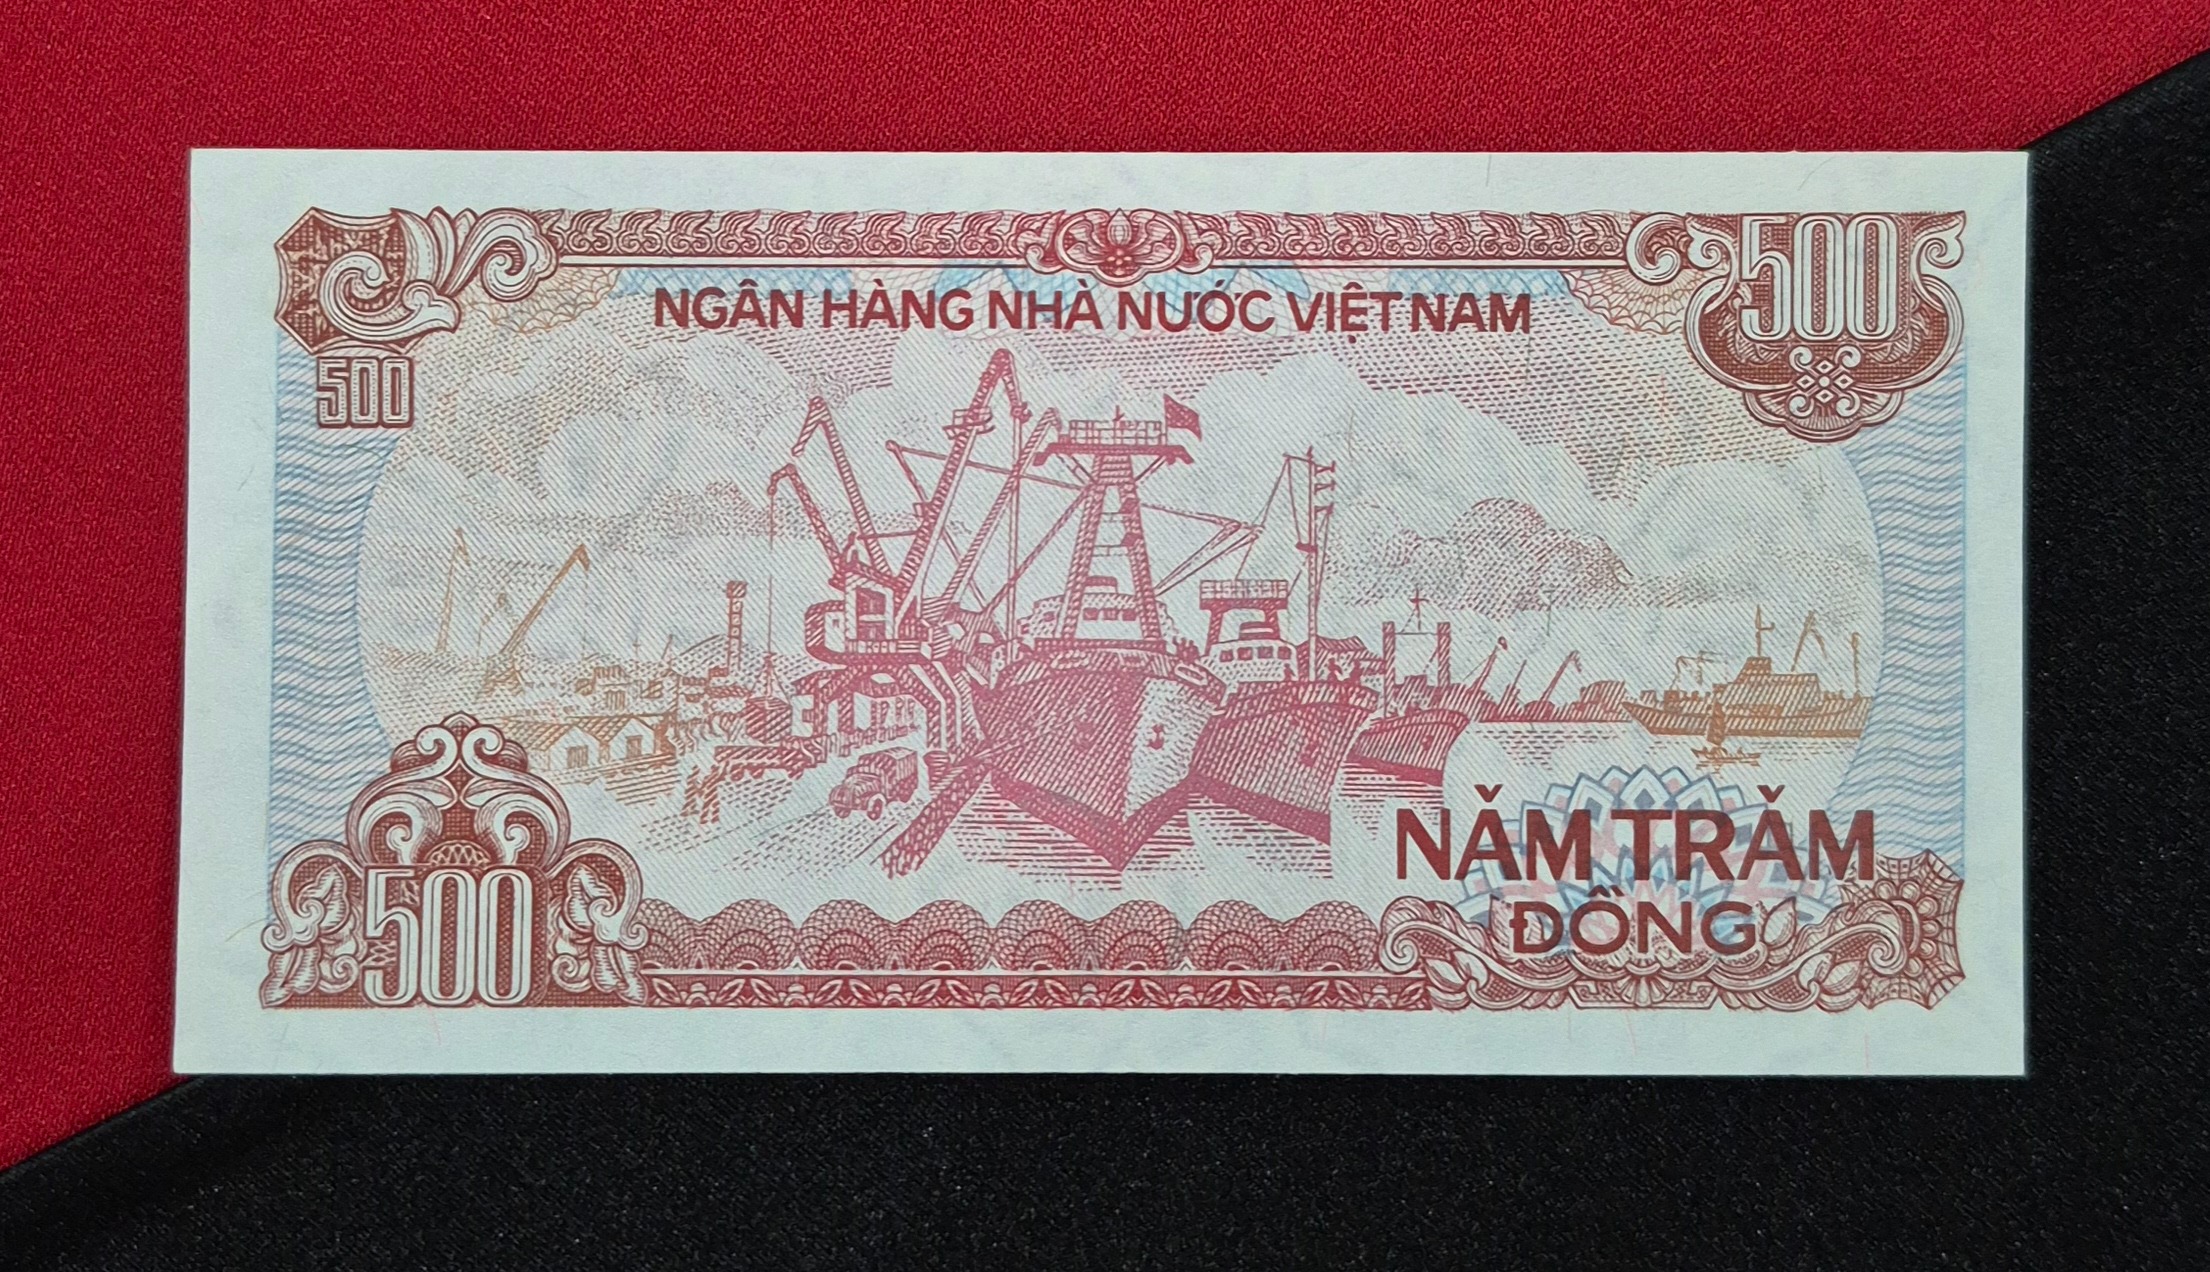 500
NGÂN HÀNG NHÀ NƯỚC VIỆT NAM
500
NĂM TRĂM
ĐỒNG
500